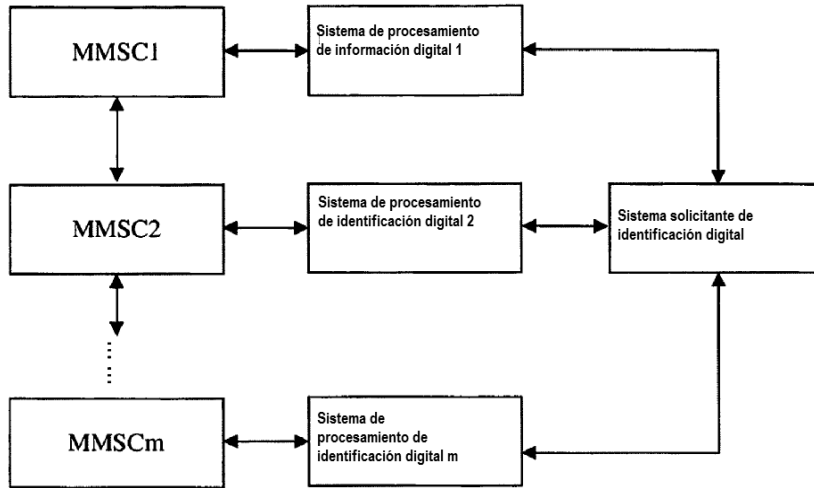 MMSC1
Sistema de procesamiento
de información digital 1
MMSC2
Sistema de procesamiento
de identificación digital 2
Sistema solicitante de
identificación digital
MMSCm
Sistema de
procesamiento de
identificación digital m